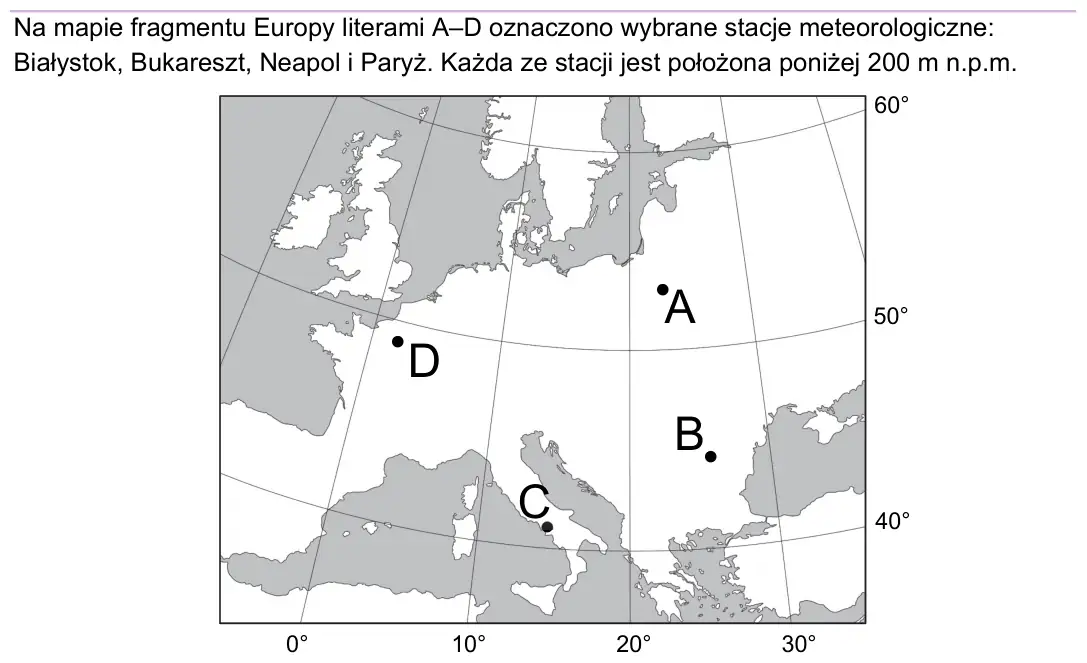 Na mapie fragmentu Europy literami A–D oznaczono wybrane stacje meteorologiczne:
Białystok, Bukareszt, Neapol i Paryż. Każda ze stacji jest położona poniżej 200 m n.p.m.
60°
A
50°
D
B
C
40°
0° 10° 20° 30°